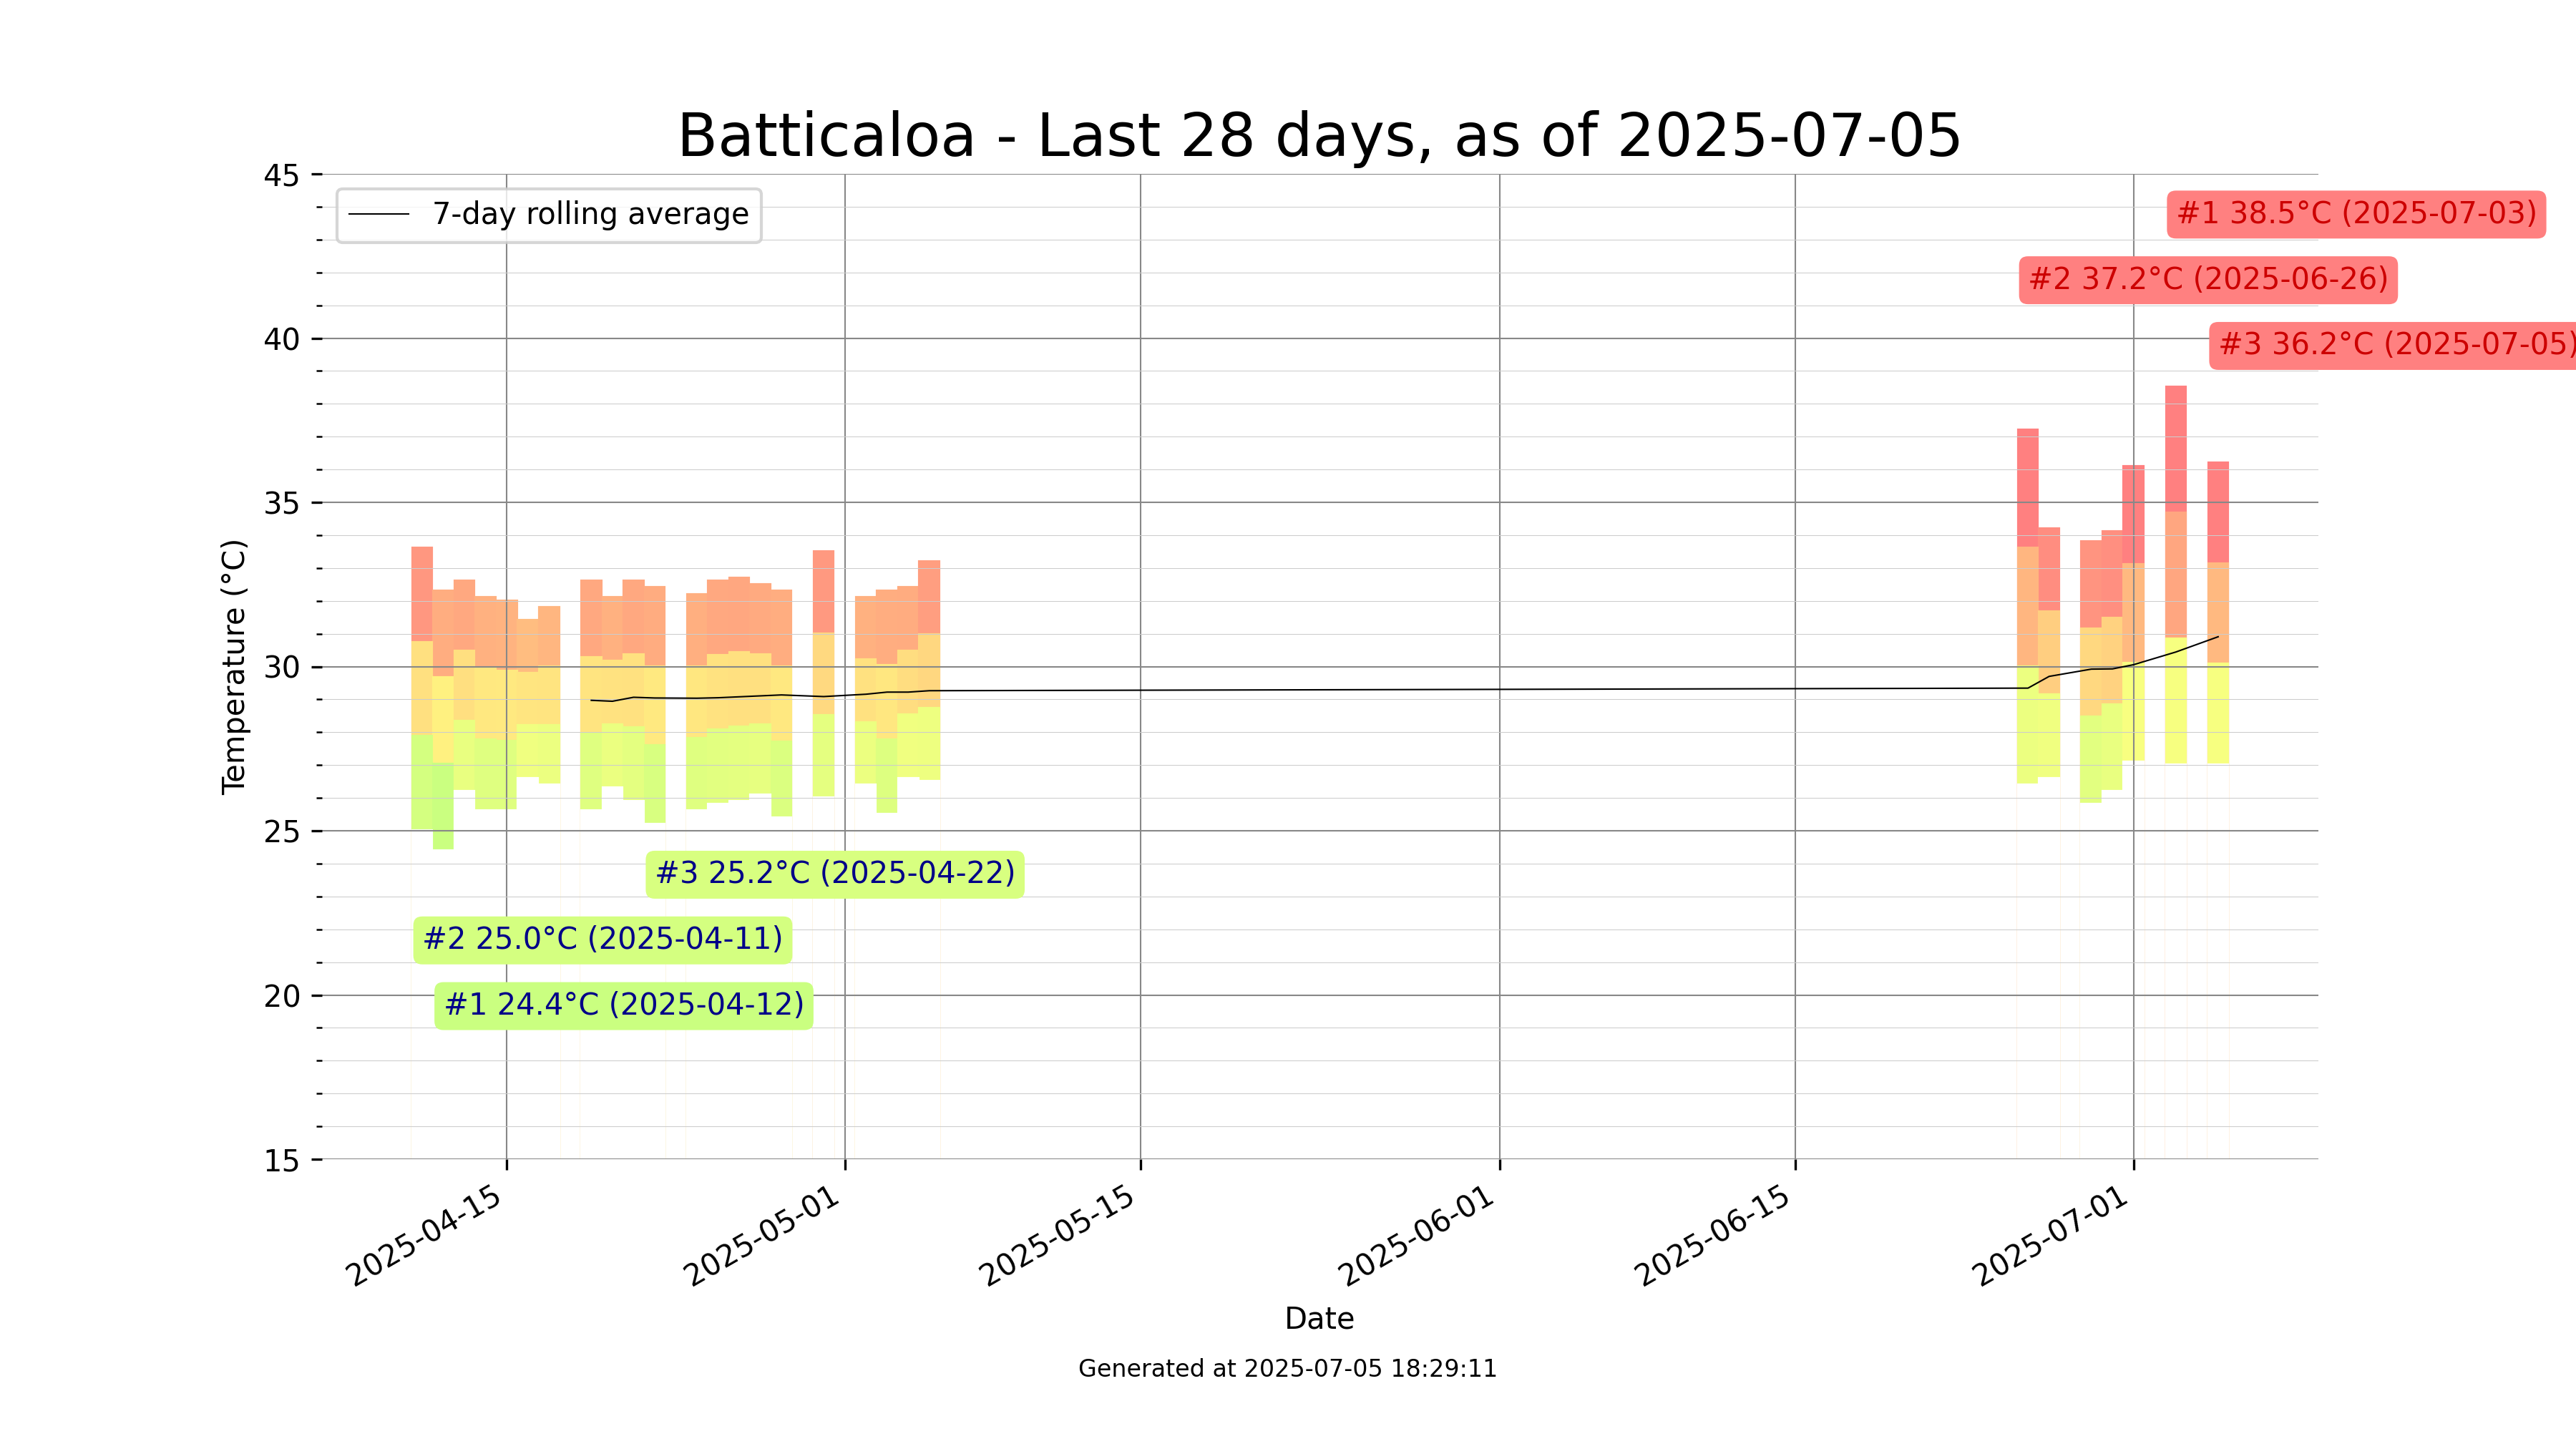 Batticaloa - Last 28 days, as of 2025-07-05
45
7-day rolling average
#1 38.5°C (2025-07-03)
#2 37.2°C (2025-06-26)
40
#3 36.2°C (2025-07-05)
35
30
25
20
15
Temperature (°C)
#3 25.2°C (2025-04-22)
#2 25.0°C (2025-04-11)
#1 24.4°C (2025-04-12)
2025-04-15
2025-05-01
2025-05-15
2025-06-01
2025-06-15
2025-07-01
Date
Generated at 2025-07-05 18:29:11